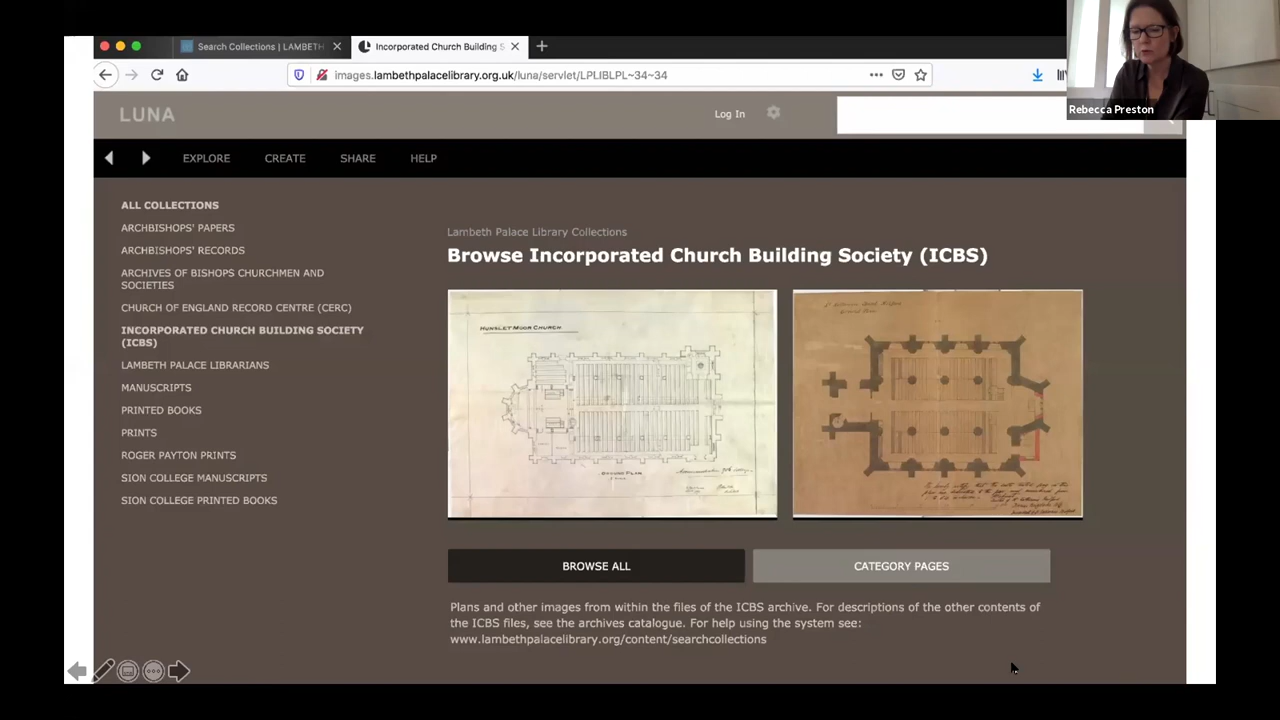 Search Collections | LAMBETH
Incorporated Church Building S
images.lambethpalacelibrary.org.uk/luna/servlet/LPLIBLPL~34~34
Rebecca Preston
LUNA
Log In
EXPLORE
CREATE
SHARE
HELP
ALL COLLECTIONS
ARCHBISHOPS' PAPERS
ARCHBISHOPS' RECORDS
ARCHIVES OF BISHOPS CHURCHMEN AND
SOCIETIES
CHURCH OF ENGLAND RECORD CENTRE (CERC)
INCORPORATED CHURCH BUILDING SOCIETY
(ICBS)
LAMBETH PALACE LIBRARIANS
MANUSCRIPTS
PRINTED BOOKS
PRINTS
ROGER PAYTON PRINTS
SION COLLEGE MANUSCRIPTS
SION COLLEGE PRINTED BOOKS
Lambeth Palace Library Collections
Browse Incorporated Church Building Society (ICBS)
HUNSLET MOOR CHURCH
GROUND PLAN
BROWSE ALL
CATEGORY PAGES
Plans and other images from within the files of the ICBS archive. For descriptions of the other contents of
the ICBS files, see the archives catalogue. For help using the system see:
www.lambethpalacelibrary.org/content/searchcollections